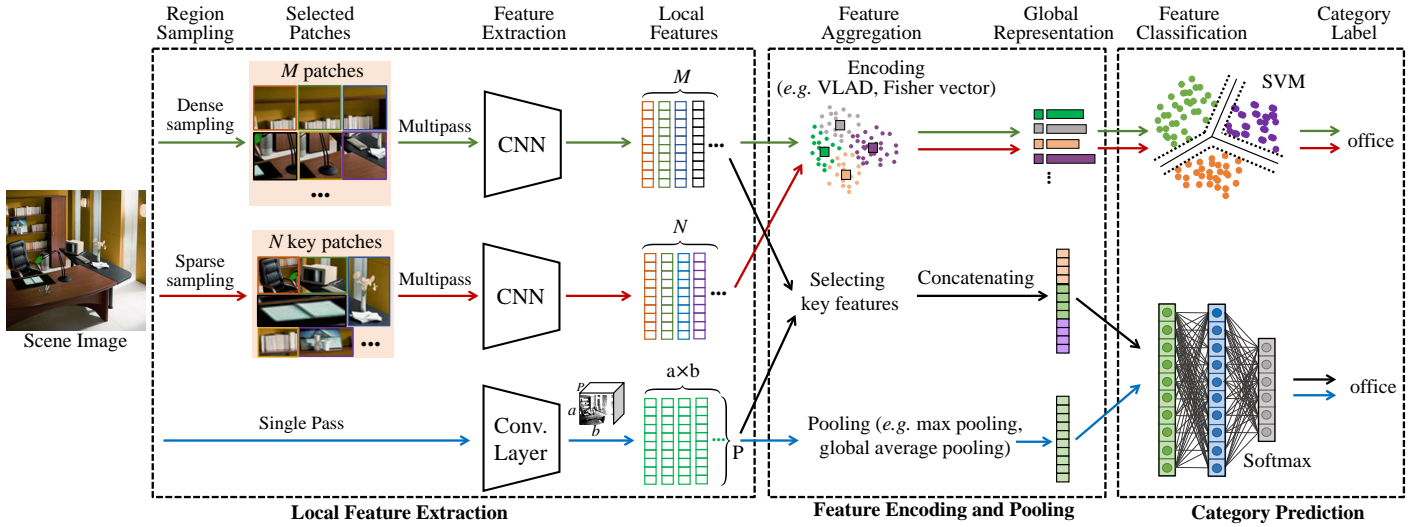 Region
Sampling
Selected
Patches
Feature
Extraction
Local
Features
Feature
Aggregation
Global
Representation
Feature
Classification
Category
Label
M patches
Dense
sampling
Multipass
CNN
M
...
Encoding
(e.g. VLAD, Fisher vector)
SVM
office
...
Scene Image
N key patches
Sparse
sampling
Multipass
CNN
N
...
Selecting
key features
Concatenating
...
Single Pass
Conv.
Layer
P
a
b
a×b
...
P
Pooling (e.g. max pooling,
global average pooling)
Softmax
office
Local Feature Extraction
Feature Encoding and Pooling
Category Prediction